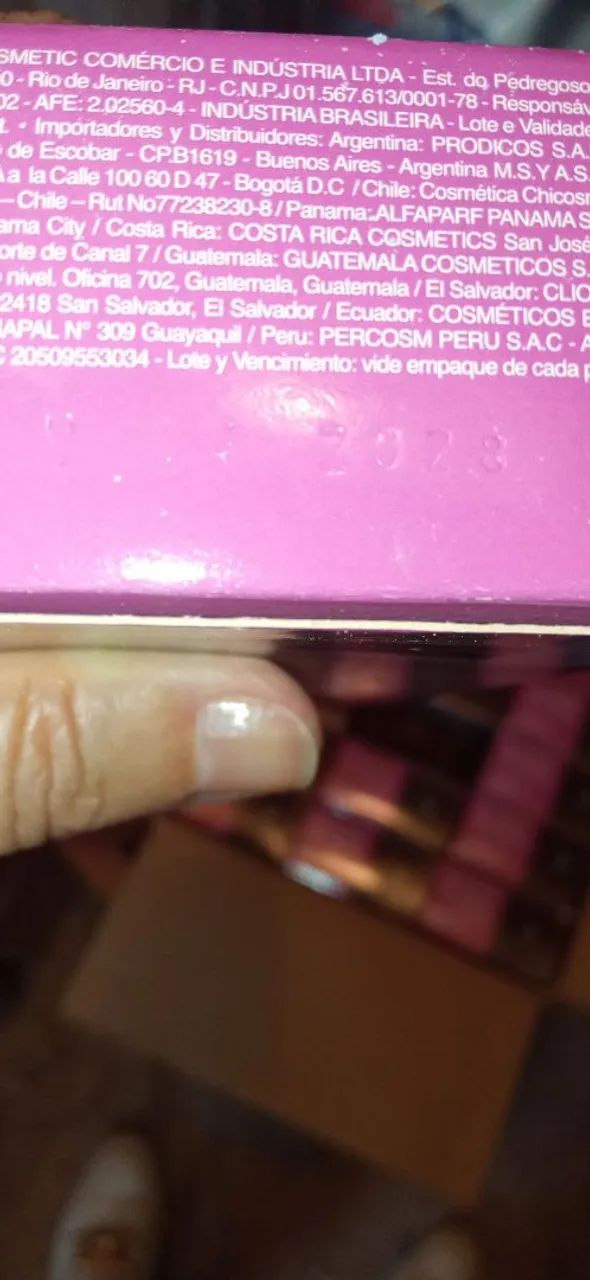 SMETIC COMÉRCIO E INDÚSTRIA LTDA - Est. do Pedregoso
0 - Rio de Janeiro - RJ - C.N.P.J 01.567.613/0001-78 - Responsáv
02 - AFE: 2.02560-4 - INDÚSTRIA BRASILEIRA - Lote e Validade
t. • Importadores y Distribuidores: Argentina: PRODICOS S.A.
de Escobar - CP.B1619 - Buenos Aires - Argentina M.S.Y A.S.
a la Calle 100 60 D 47 - Bogotá D.C / Chile: Cosmética Chicosm
– Chile – Rut No77238230-8 / Panama: ALFAPARF PANAMA S
ama City / Costa Rica: COSTA RICA COSMETICS San José
orte de Canal 7 / Guatemala: GUATEMALA COSMETICOS S.
nivel. Oficina 702, Guatemala, Guatemala / El Salvador: CLIO
2418 San Salvador, El Salvador / Ecuador: COSMÉTICOS E
APAL N° 309 Guayaquil / Peru: PERCOSM PERU S.A.C - A
C 20509553034 - Lote y Vencimiento: vide empaque de cada p
2028